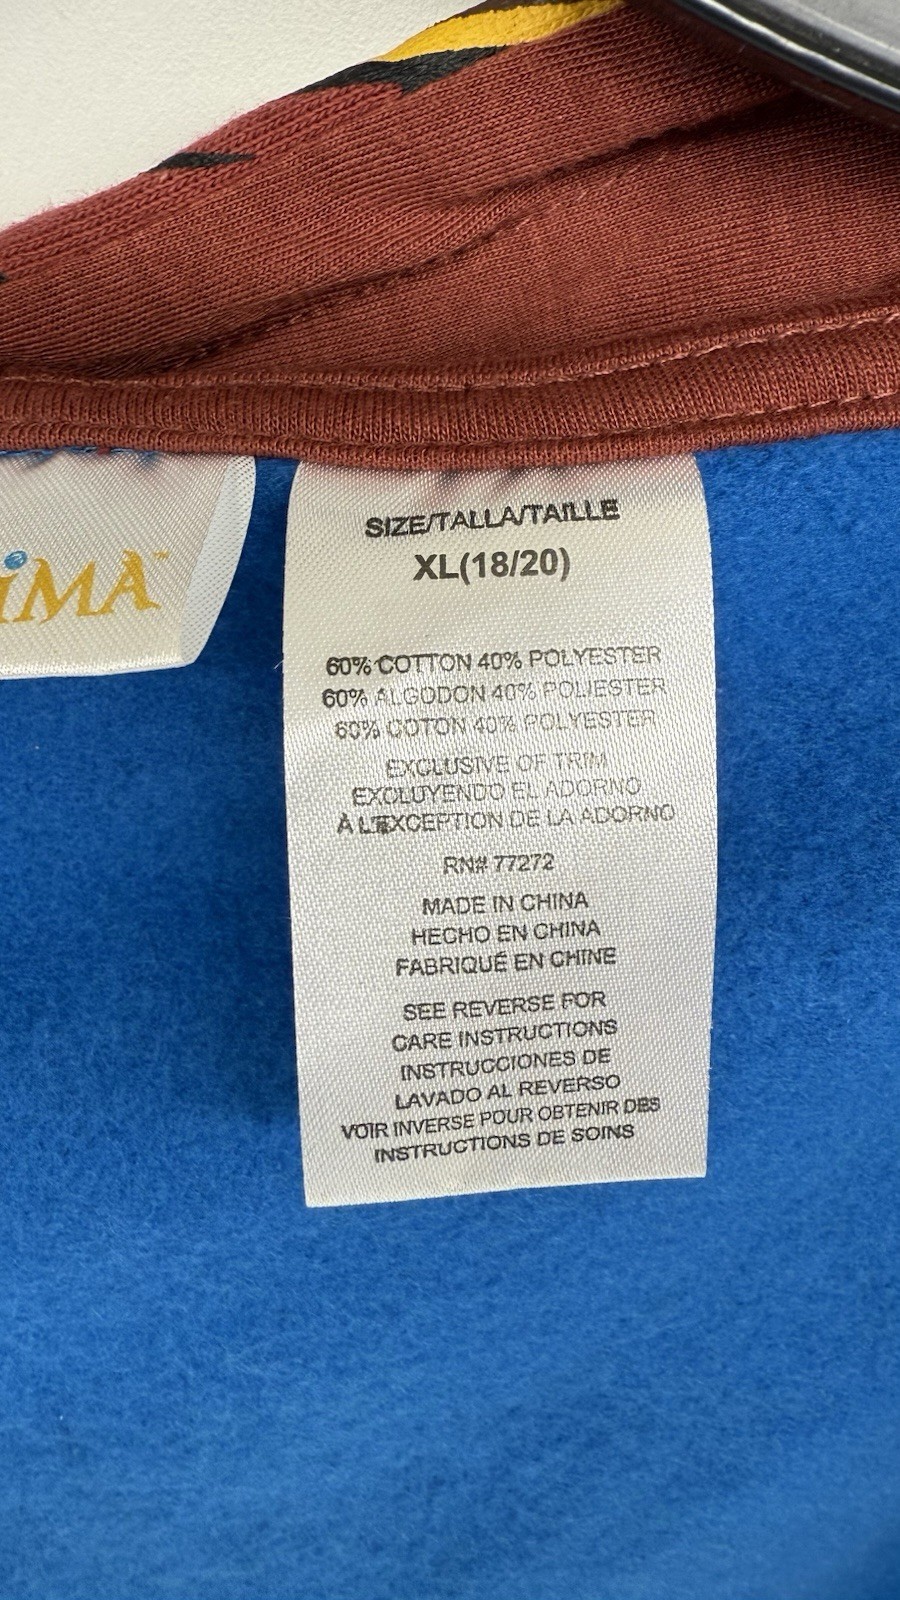 iMA™
SIZE/TALLA/TAILLE
XL(18/20)
60% COTTON 40% POLYESTER
60% ALGODON 40% POLIESTER
60% COTON 40% POLYESTER
EXCLUSIVE OF TRIM
EXCLUYENDO EL ADORNO
À L'EXCEPTION DE LA ADORNO
RN# 77272
MADE IN CHINA
HECHO EN CHINA
FABRIQUÉ EN CHINE
SEE REVERSE FOR
CARE INSTRUCTIONS
INSTRUCCIONES DE
LAVADO AL REVERSO
VOIR INVERSE POUR OBTENIR DES
INSTRUCTIONS DE SOINS